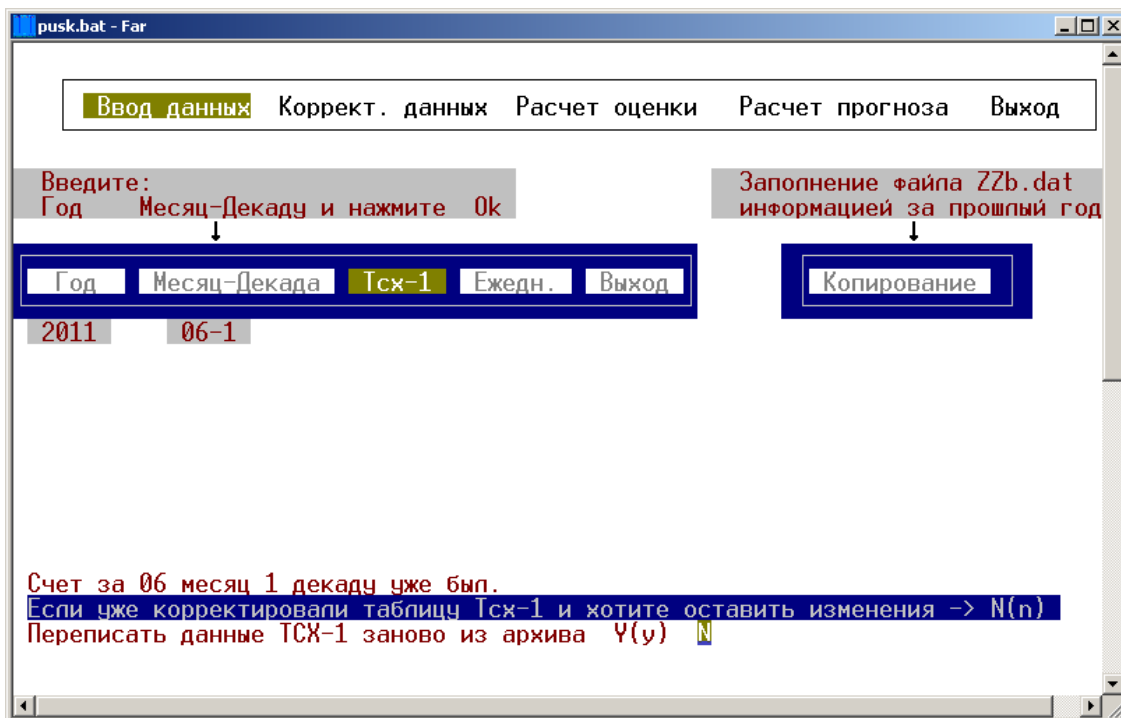 pusk.bat - Far
Ввод данных Коррект. данных Расчет оценки Расчет прогноза Выход
Введите:
Год Месяц-Декаду и нажмите Ok
Заполнение файла ZZb.dat
информацией за прошлый год
Год Месяц-Декада Тсх-1 Ежедн. Выход
Копирование
2011 06-1
Счет за 06 месяц 1 декаду уже был.
Если уже корректировали таблицу Тсх-1 и хотите оставить изменения -> N(n)
Переписать данные ТСХ-1 заново из архива Y(y) N